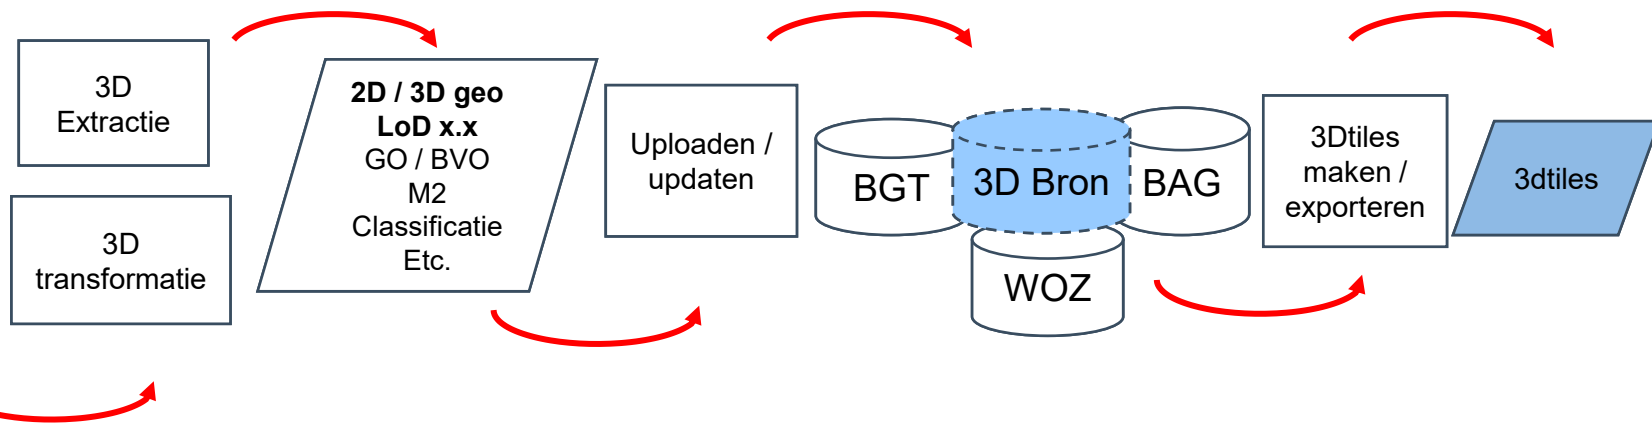 3D
Extractie
3D
transformatie
2D / 3D geo
LoD x.x
GO / BVO
M2
Classificatie
Etc.
Uploaden /
updaten
BGT
3D Bron
BAG
WOZ
3Dtiles
maken /
exporteren
3dtiles